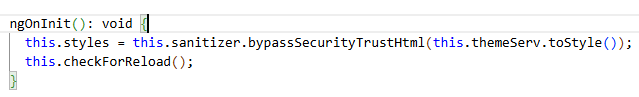 ngOnInit(): void {
this.styles = this.sanitizer.bypassSecurityTrustHtml(this.themeServ.toStyle());
this.checkForReload();
}